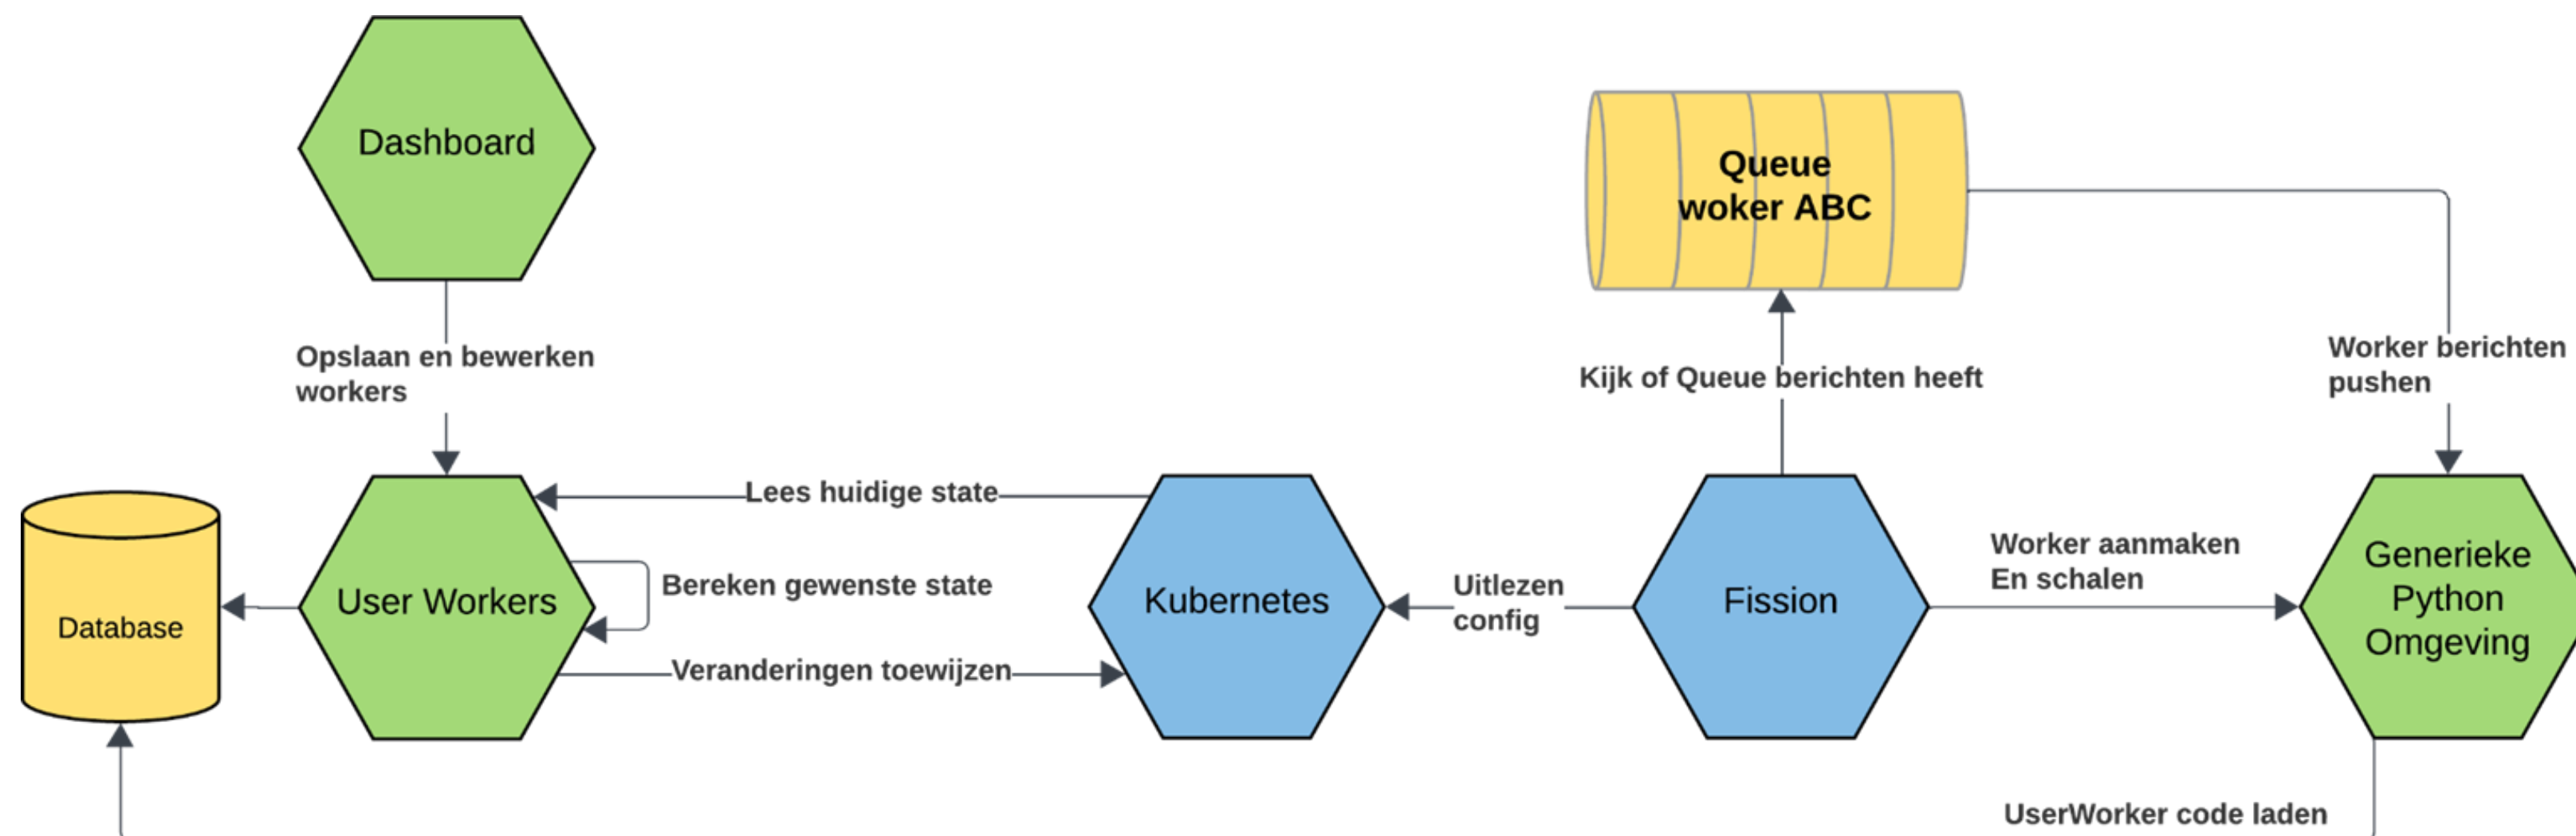 Dashboard
Queue
woker ABC
Opslaan en bewerken
workers
Kijk of Queue berichten heeft
Worker berichten
pushen
Database
User Workers
Lees huidige state
Bereken gewenste state
Veranderingen toewijzen
Kubernetes
Uitlezen
config
Fission
Worker aanmaken
En schalen
Generieke
Python
Omgeving
UserWorker code laden